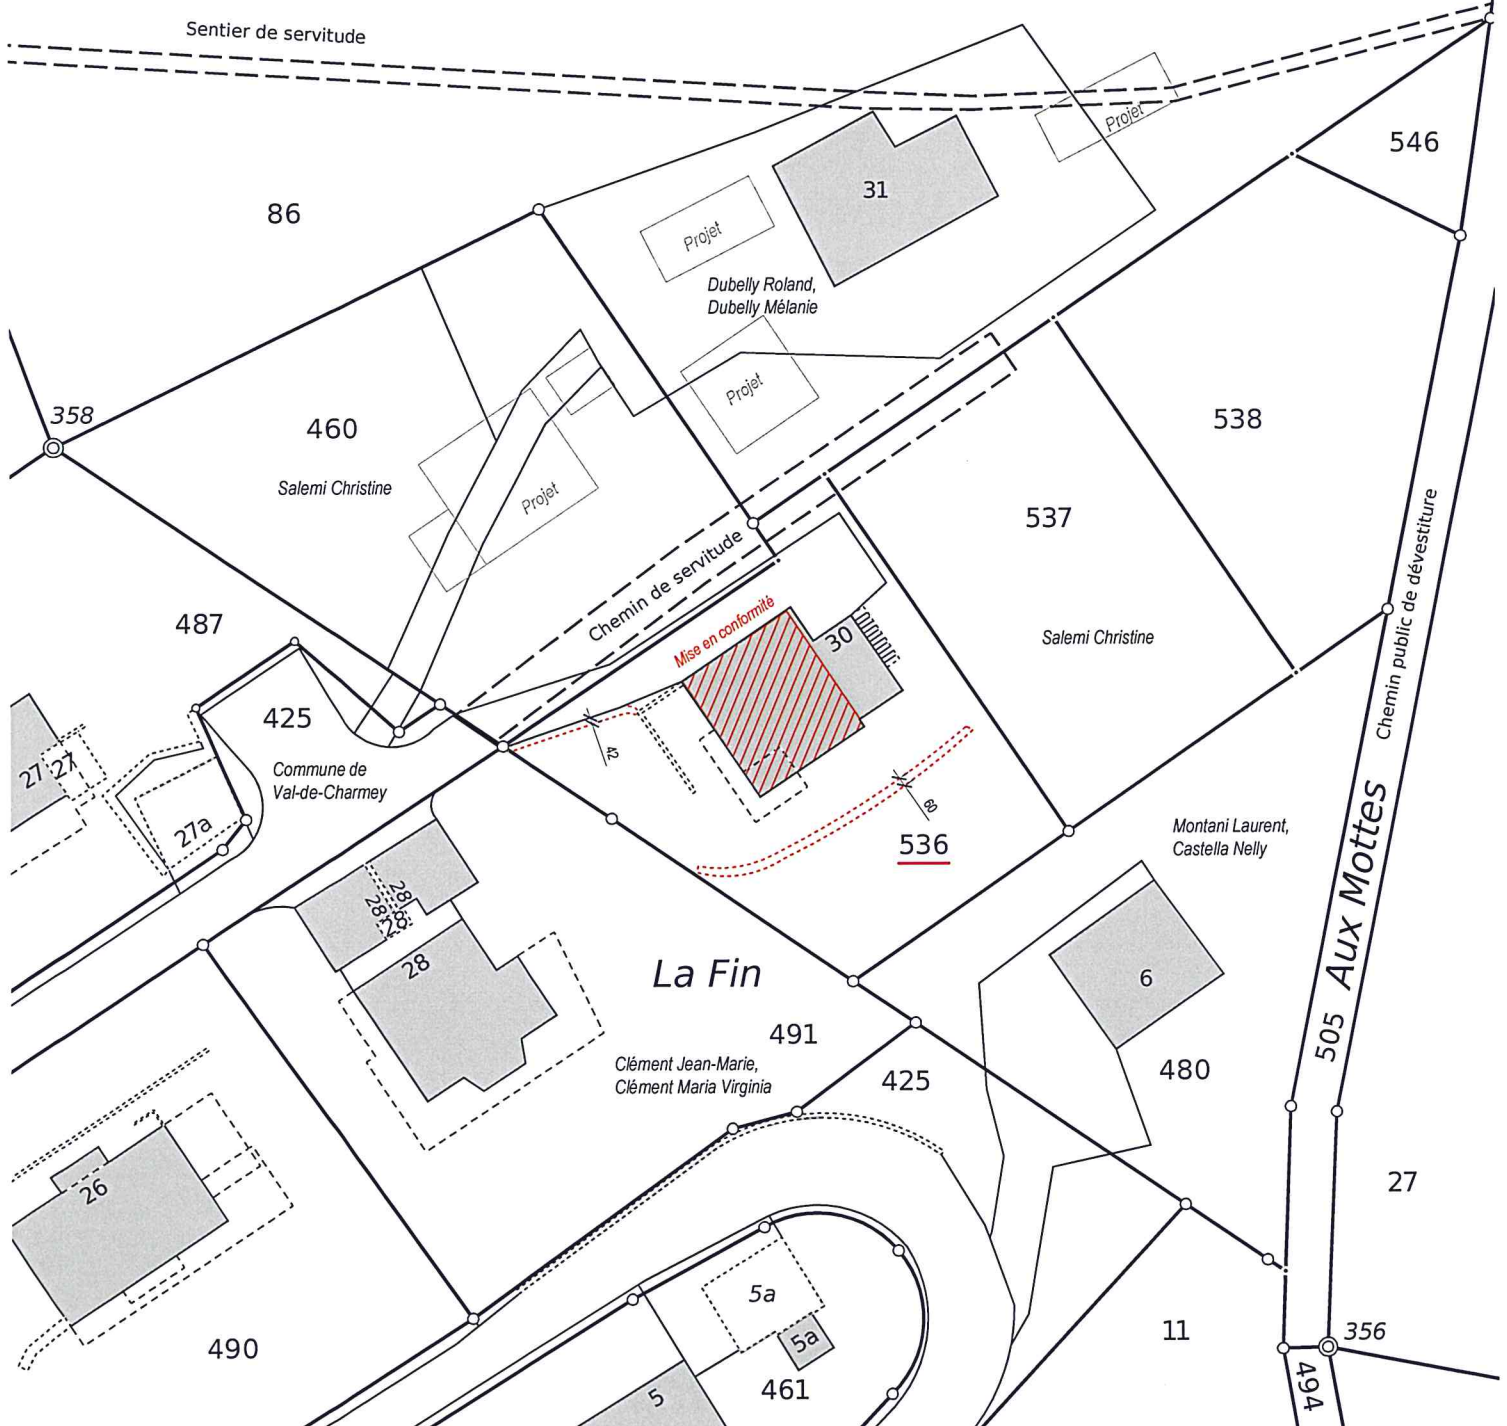 Sentier de servitude
Projet
546
31
86
Projet
Dubelly Roland,
Dubelly Mélanie
Projet
358
460
538
Salemi Christine
Projet
537
Chemin de servitude
Chemin public de dévestiture
487
Mise en conformité
30
Salemi Christine
425
42
27
27
Commune de
Val-de-Charmey
27a
60
536
Montani Laurent,
Castella Nelly
Aux Mottes
28
28
28
28
La Fin
6
491
505
Clément Jean-Marie,
Clément Maria Virginia
425
480
26
27
5a
490
5a
11
356
5
461
494